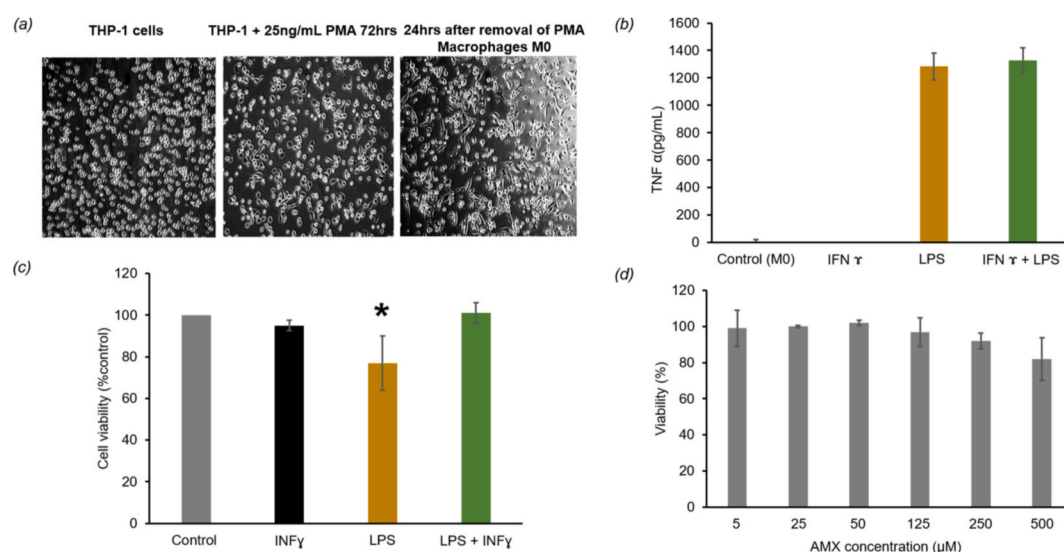 (a)
THP-1 cells
THP-1 + 25ng/mL PMA 72hrs
24hrs after removal of PMA
Macrophages M0
(b)
1600
1400
1200
1000
800
600
400
200
0
TNF α(pg/mL)
Control (M0)
IFN ɤ
LPS
IFN ɤ + LPS
(c)
120
100
80
60
40
20
0
Cell viability (%control)
*
Control
INFɣ
LPS
LPS + INFɣ
(d)
120
100
80
60
40
20
0
Viability (%)
5
25
50
125
250
500
AMX concentration (µM)